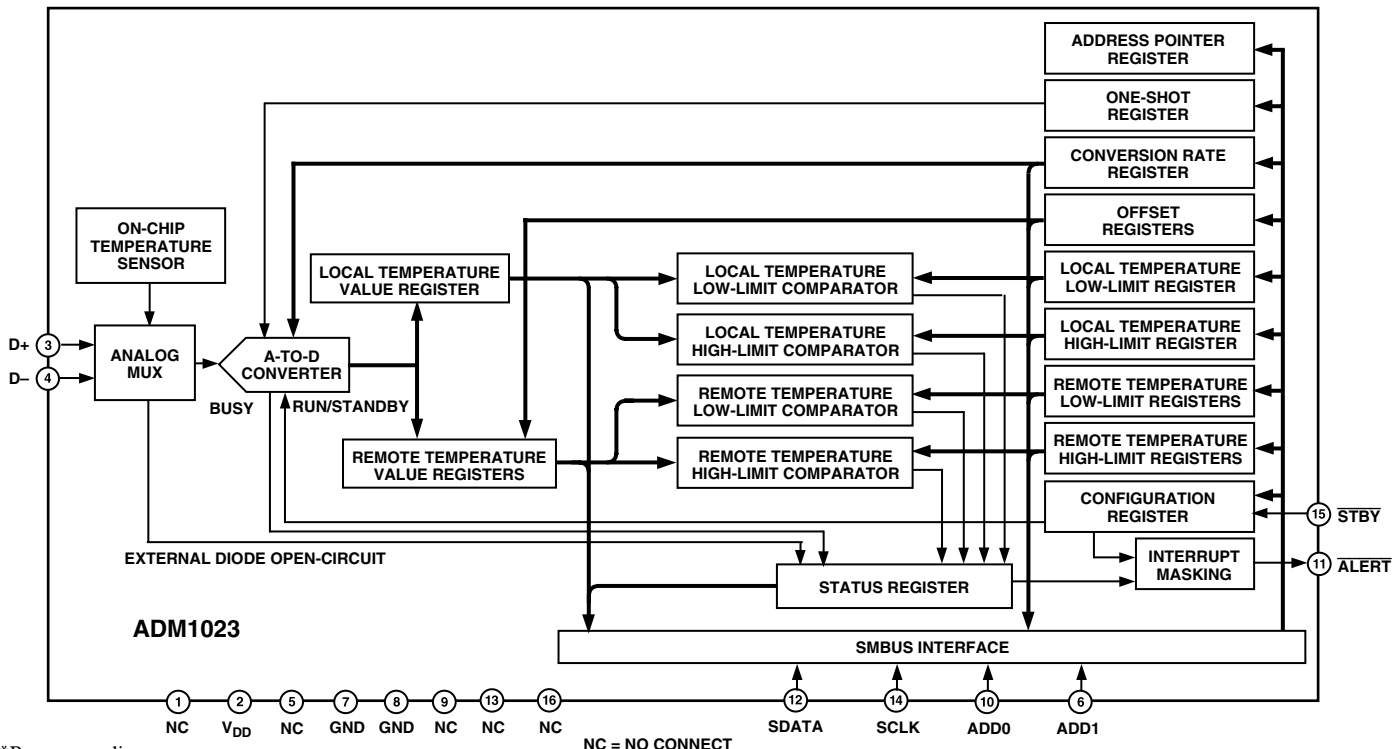 ADDRESS POINTER
REGISTER
ONE-SHOT
REGISTER
CONVERSION RATE
REGISTER
OFFSET
REGISTERS
ON-CHIP
TEMPERATURE
SENSOR
LOCAL TEMPERATURE
VALUE REGISTER
LOCAL TEMPERATURE
LOW-LIMIT COMPARATOR
LOCAL TEMPERATURE
LOW-LIMIT REGISTER
D+ 3
D– 4
ANALOG
MUX
A-TO-D
CONVERTER
LOCAL TEMPERATURE
HIGH-LIMIT COMPARATOR
LOCAL TEMPERATURE
HIGH-LIMIT REGISTER
BUSY
RUN/STANDBY
REMOTE TEMPERATURE
LOW-LIMIT COMPARATOR
REMOTE TEMPERATURE
LOW-LIMIT REGISTERS
REMOTE TEMPERATURE
VALUE REGISTERS
REMOTE TEMPERATURE
HIGH-LIMIT COMPARATOR
REMOTE TEMPERATURE
HIGH-LIMIT REGISTERS
CONFIGURATION
REGISTER
15 STBY
EXTERNAL DIODE OPEN-CIRCUIT
INTERRUPT
MASKING
11 ALERT
STATUS REGISTER
ADM1023
SMBUS INTERFACE
1 2 5 7 8 9 13 16 12 14 10 6
NC VDD NC GND GND NC NC NC SDATA SCLK ADD0 ADD1
NC = NO CONNECT